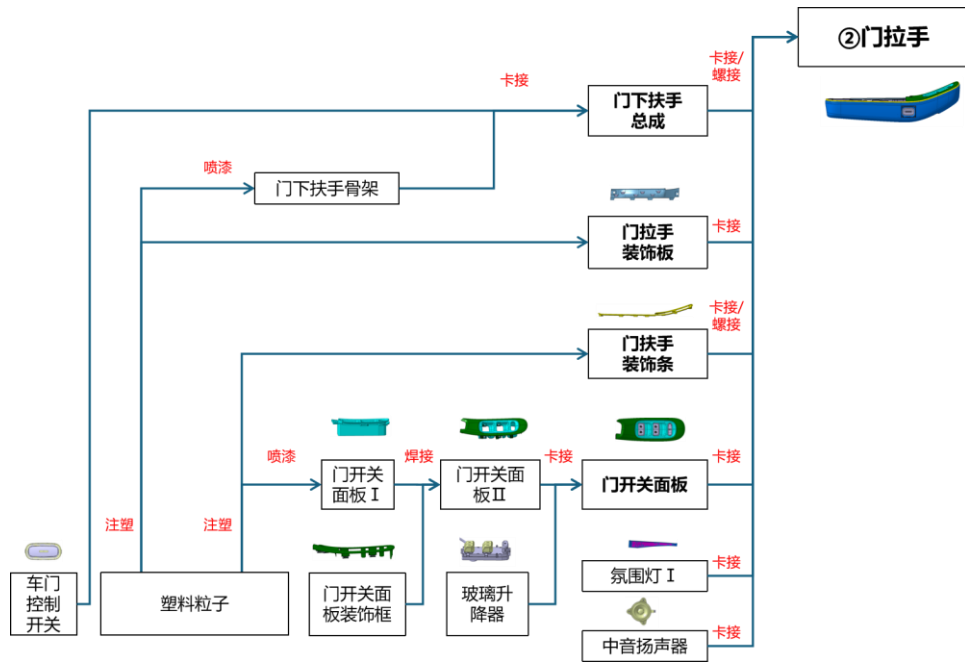 ②门拉手
卡接/
螺接
卡接
门下扶手
总成
喷漆
门下扶手骨架
门拉手
装饰板
卡接
卡接/
螺接
门扶手
装饰条
喷漆
焊接
卡接
卡接
门开关
面板Ⅰ
门开关面
板Ⅱ
门开关面板
注塑
注塑
卡接
车门
控制
开关
塑料粒子
门开关面
板装饰框
玻璃升
降器
氛围灯Ⅰ
卡接
中音扬声器